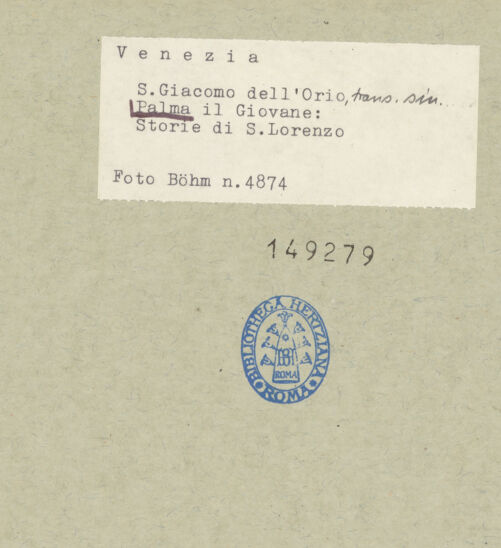 V e n e z i a
S.Giacomo dell'Orio, trans. sin.
Palma il Giovane:
Storie di S.Lorenzo
Foto Böhm n.4874
149279
BIBLIOTHECA HERTZIANA
ROMA
ROMA